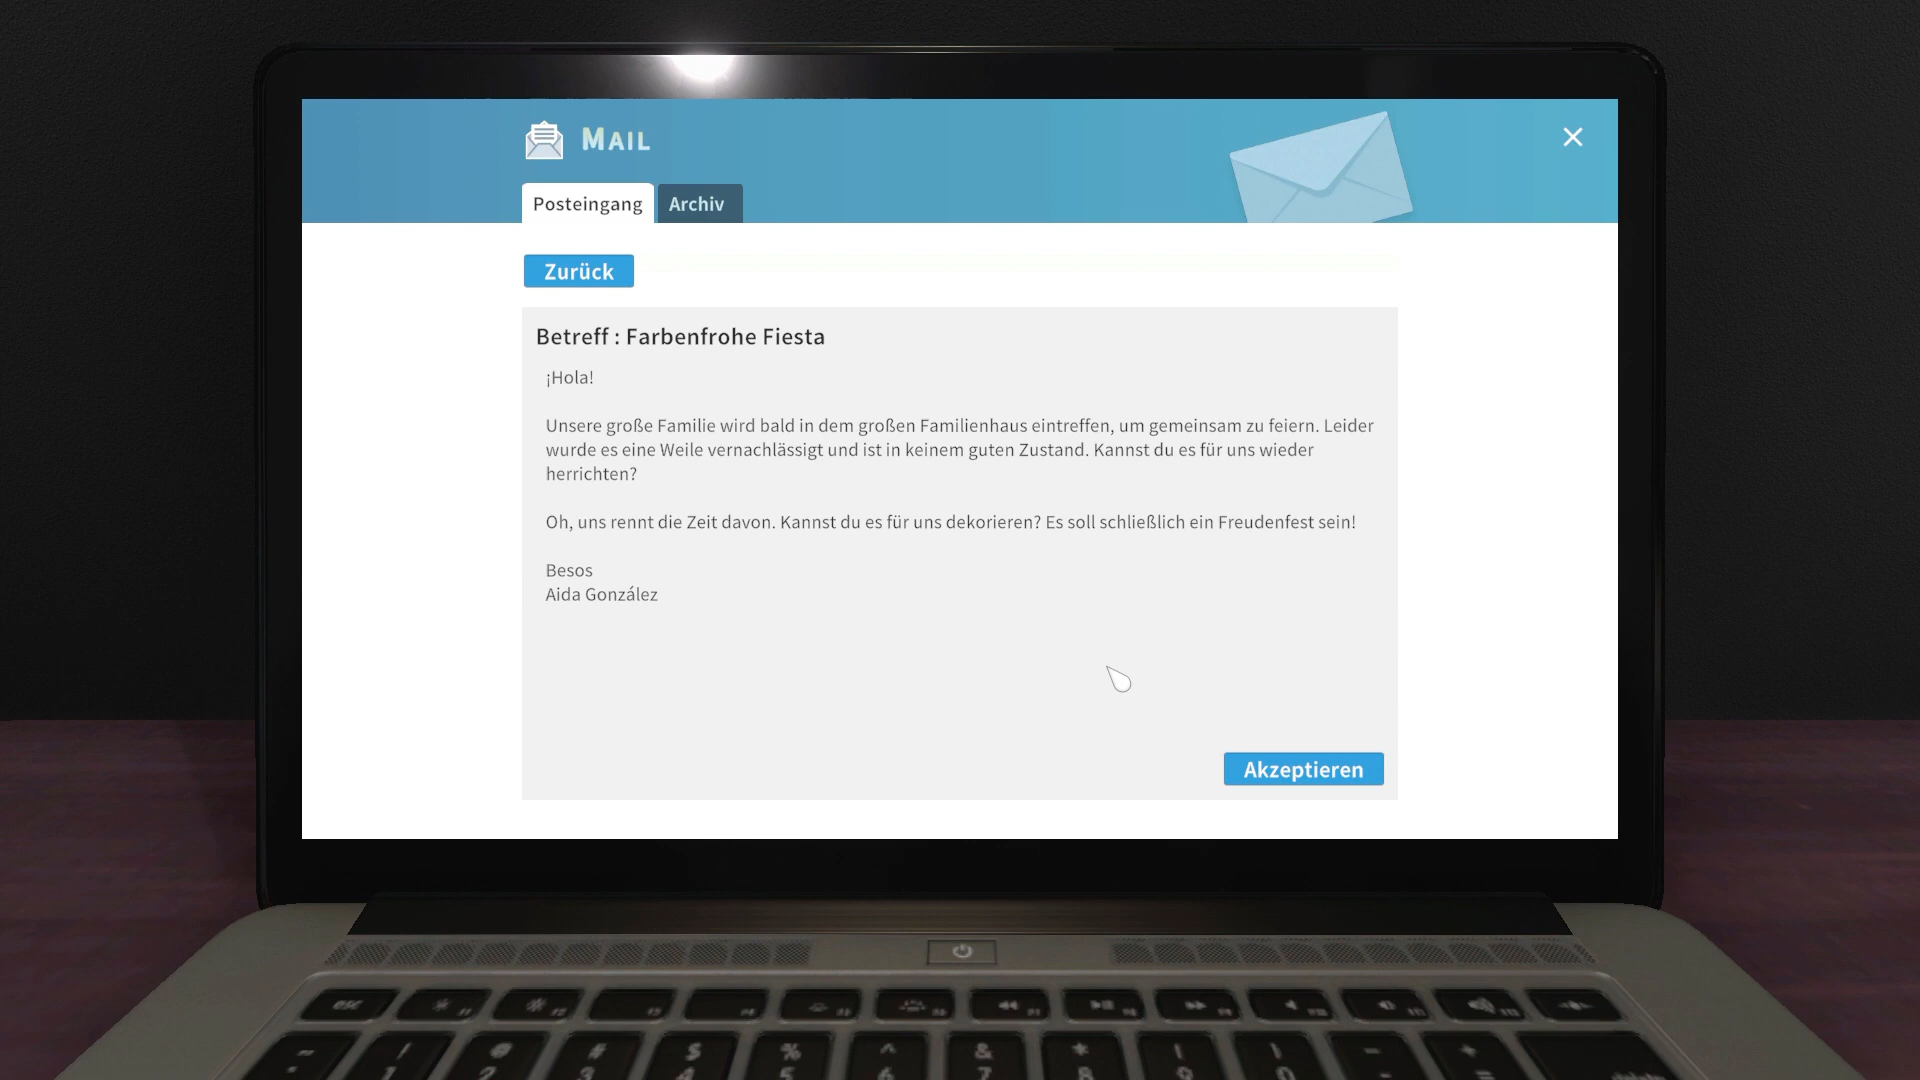 MAIL
Posteingang
Archiv
Zurück
Betreff : Farbenfrohe Fiesta
¡Hola!
Unsere große Familie wird bald in dem großen Familienhaus eintreffen, um gemeinsam zu feiern. Leider
wurde es eine Weile vernachlässigt und ist in keinem guten Zustand. Kannst du es für uns wieder
herrichten?
Oh, uns rennt die Zeit davon. Kannst du es für uns dekorieren? Es soll schließlich ein Freudenfest sein!
Besos
Aida González
Akzeptieren
esc